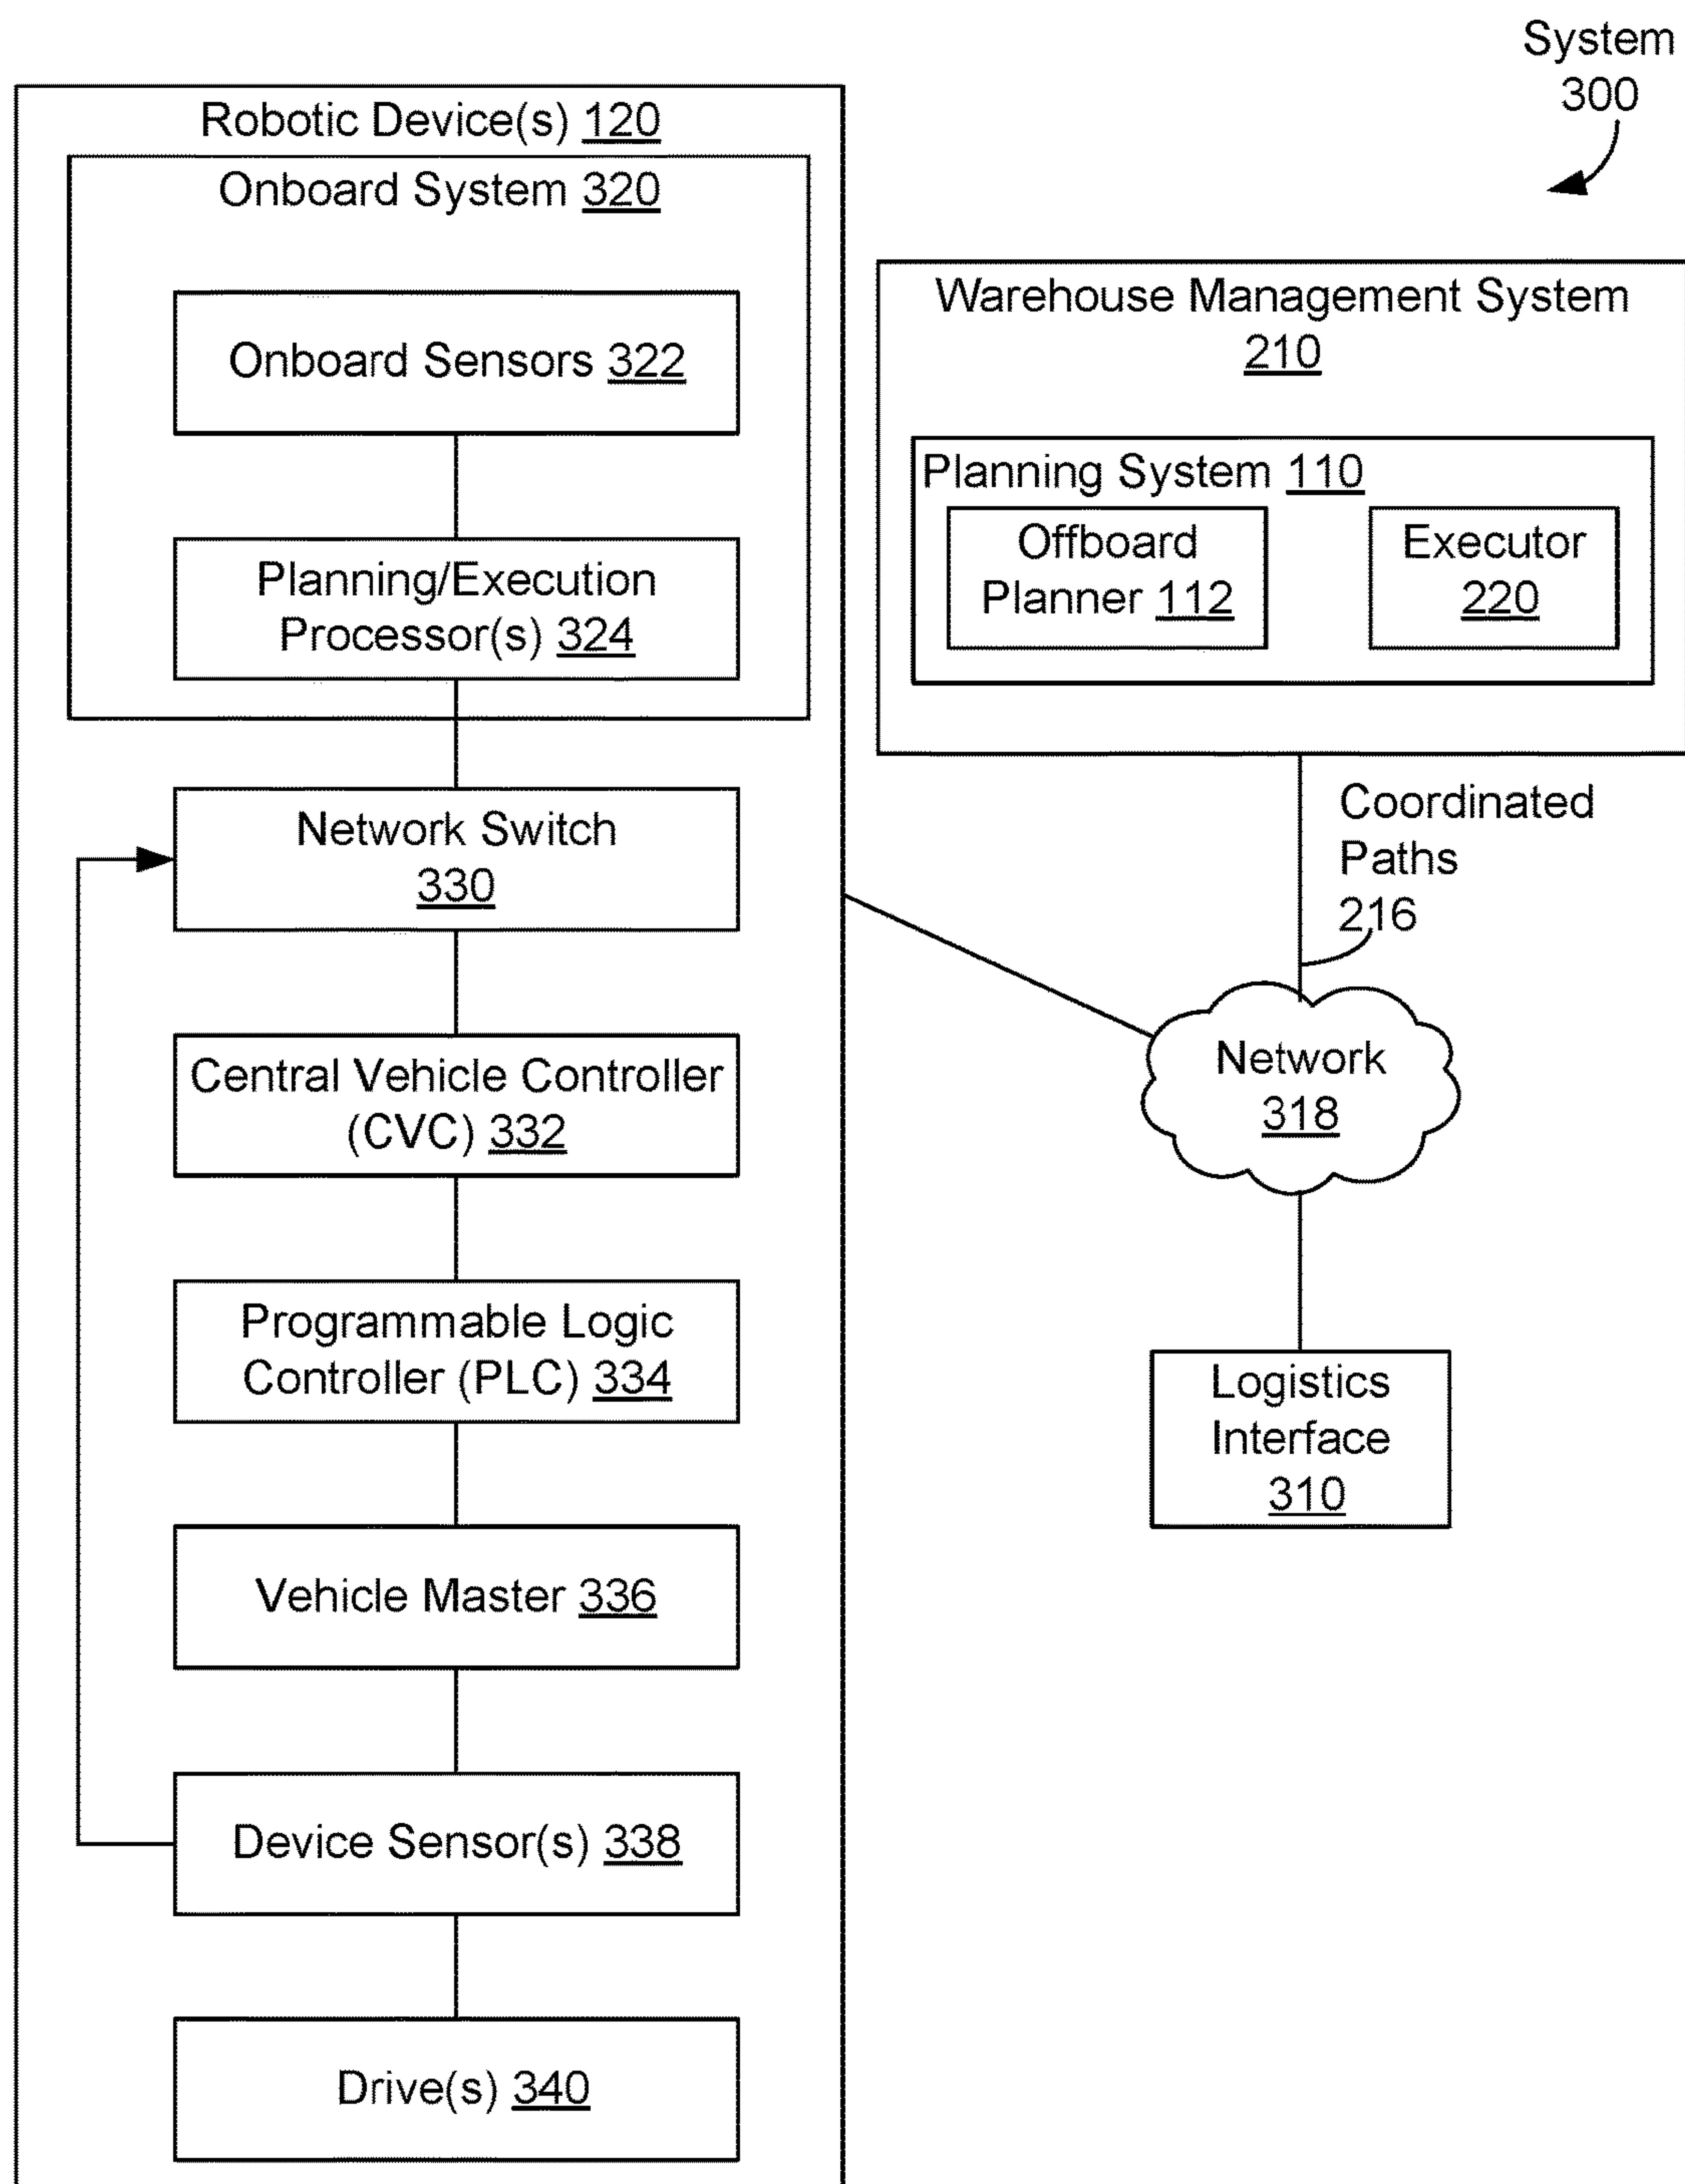 System
300
Robotic Device(s) 120
Onboard System 320
Onboard Sensors 322
Planning/Execution
Processor(s) 324
Network Switch
330
Central Vehicle Controller
(CVC) 332
Programmable Logic
Controller (PLC) 334
Vehicle Master 336
Device Sensor(s) 338
Drive(s) 340
Warehouse Management System
210
Planning System 110
Offboard
Planner 112
Executor
220
Coordinated
Paths
216
Network
318
Logistics
Interface
310